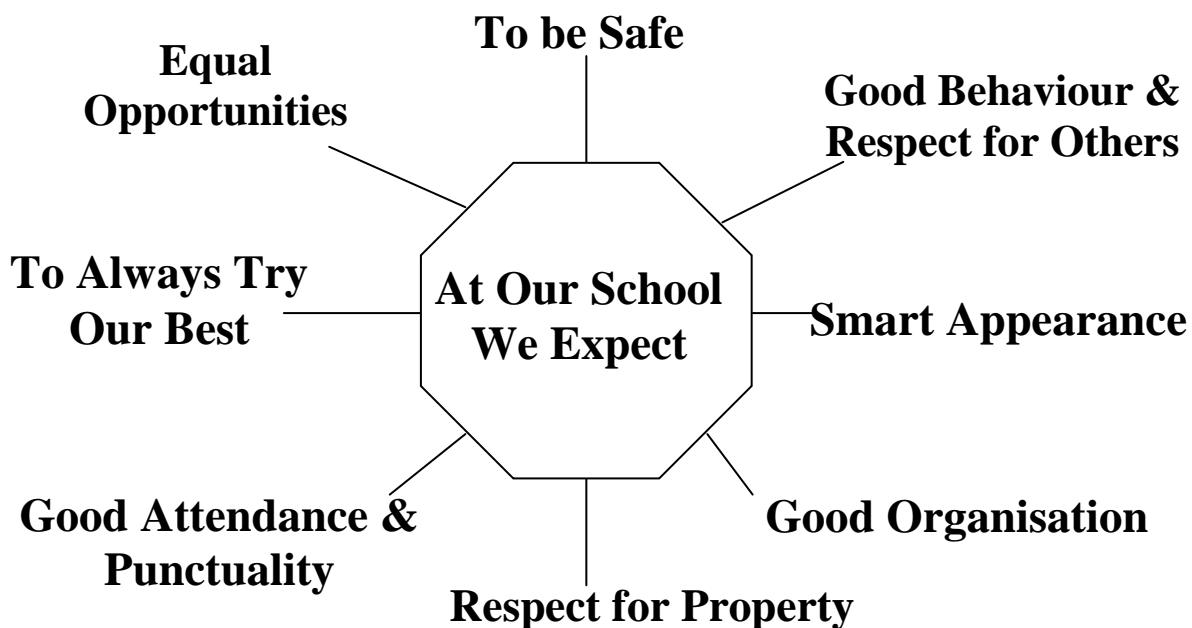 To be Safe
Equal
Opportunities
Good Behaviour &
Respect for Others
To Always Try
Our Best
At Our School
We Expect
Smart Appearance
Good Attendance &
Punctuality
Good Organisation
Respect for Property